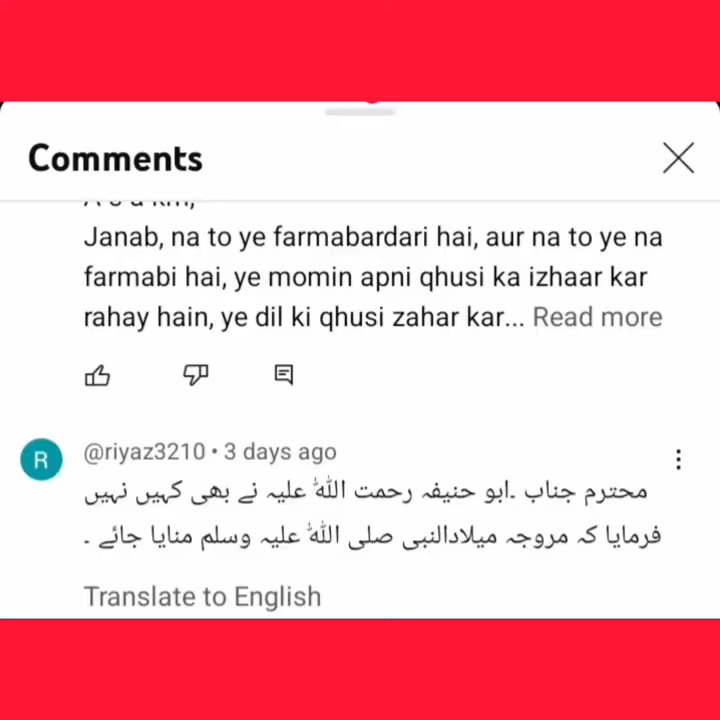 Comments
Janab, na to ye farmabardari hai, aur na to ye na
farmabi hai, ye momin apni qhusi ka izhaar kar
rahay hain, ye dil ki qhusi zahar kar... Read more
R
@riyaz3210 • 3 days ago
محترم جناب .ابو حنیفہ رحمت اللہ علیہ نے بھی کہیں نہیں
فرمایا کہ مروجہ میلادالنبی صلی اللہ علیہ وسلم منایا جائے ۔
Translate to English